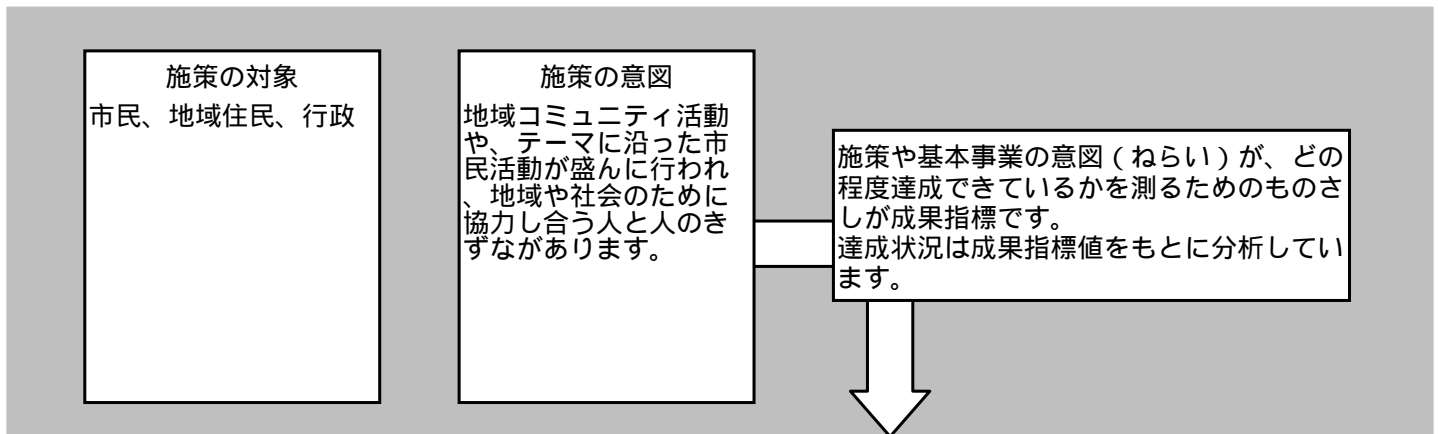 施策の対象
市民、地域住民、行政
施策の意図
地域コミュニティ活動
や、テーマに沿った市
民活動が盛んに行われ
、地域や社会のために
協力し合う人と人のき
ずながあります。
施策や基本事業の意図（ねらい）が、どの
程度達成できているかを測るためのものさ
しが成果指標です。
達成状況は成果指標値をもとに分析してい
ます。